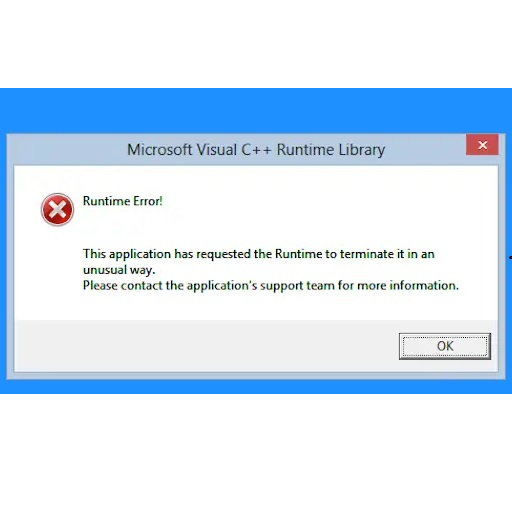 Microsoft Visual C++ Runtime Library
Runtime Error!
This application has requested the Runtime to terminate it in an
unusual way.
Please contact the application's support team for more information.
OK